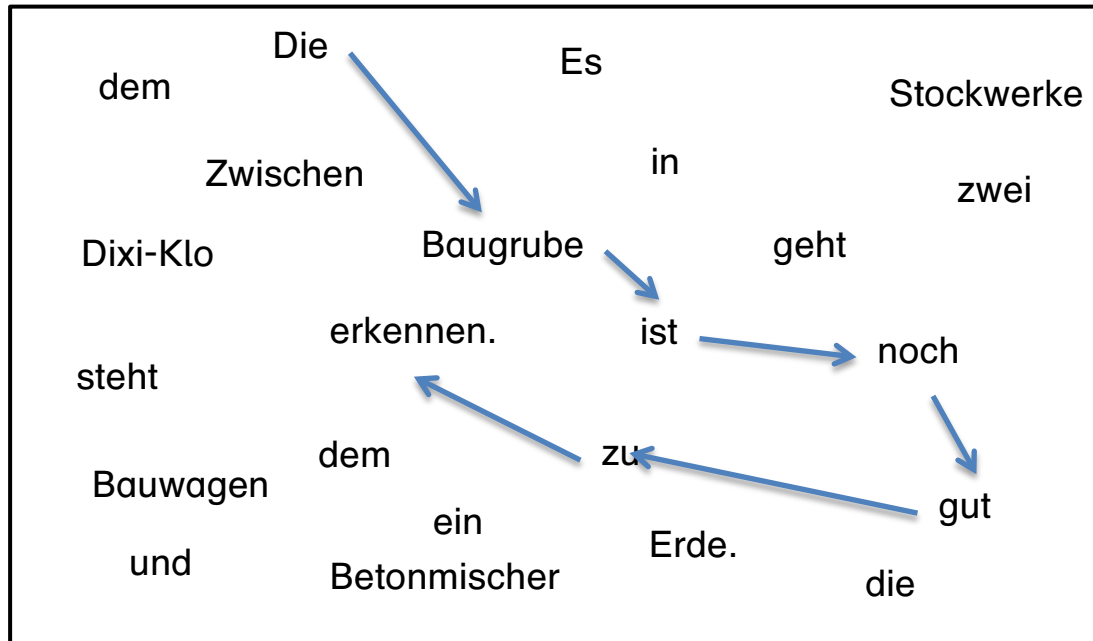 Die
Es
dem
Stockwerke
Zwischen
in
zwei
Dixi-Klo
Baugrube
geht
erkennen.
ist
noch
steht
dem
zu
Bauwagen
gut
ein
Erde.
und
Betonmischer
die